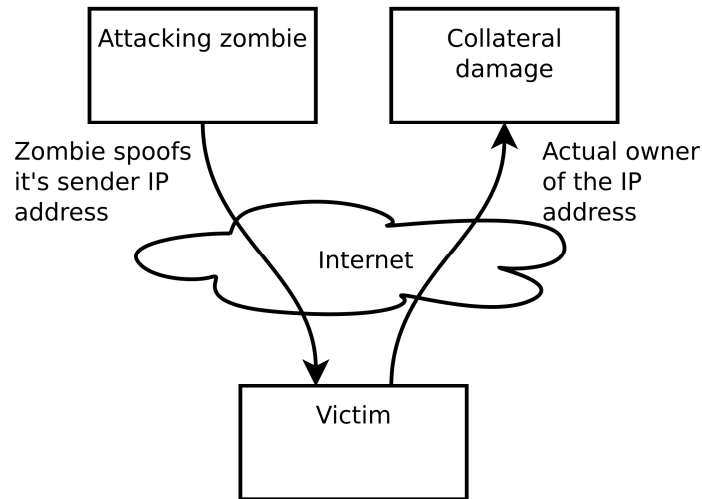 Attacking zombie
Collateral
damage
Zombie spoofs
it's sender IP
address
Actual owner
of the IP
address
Internet
Victim